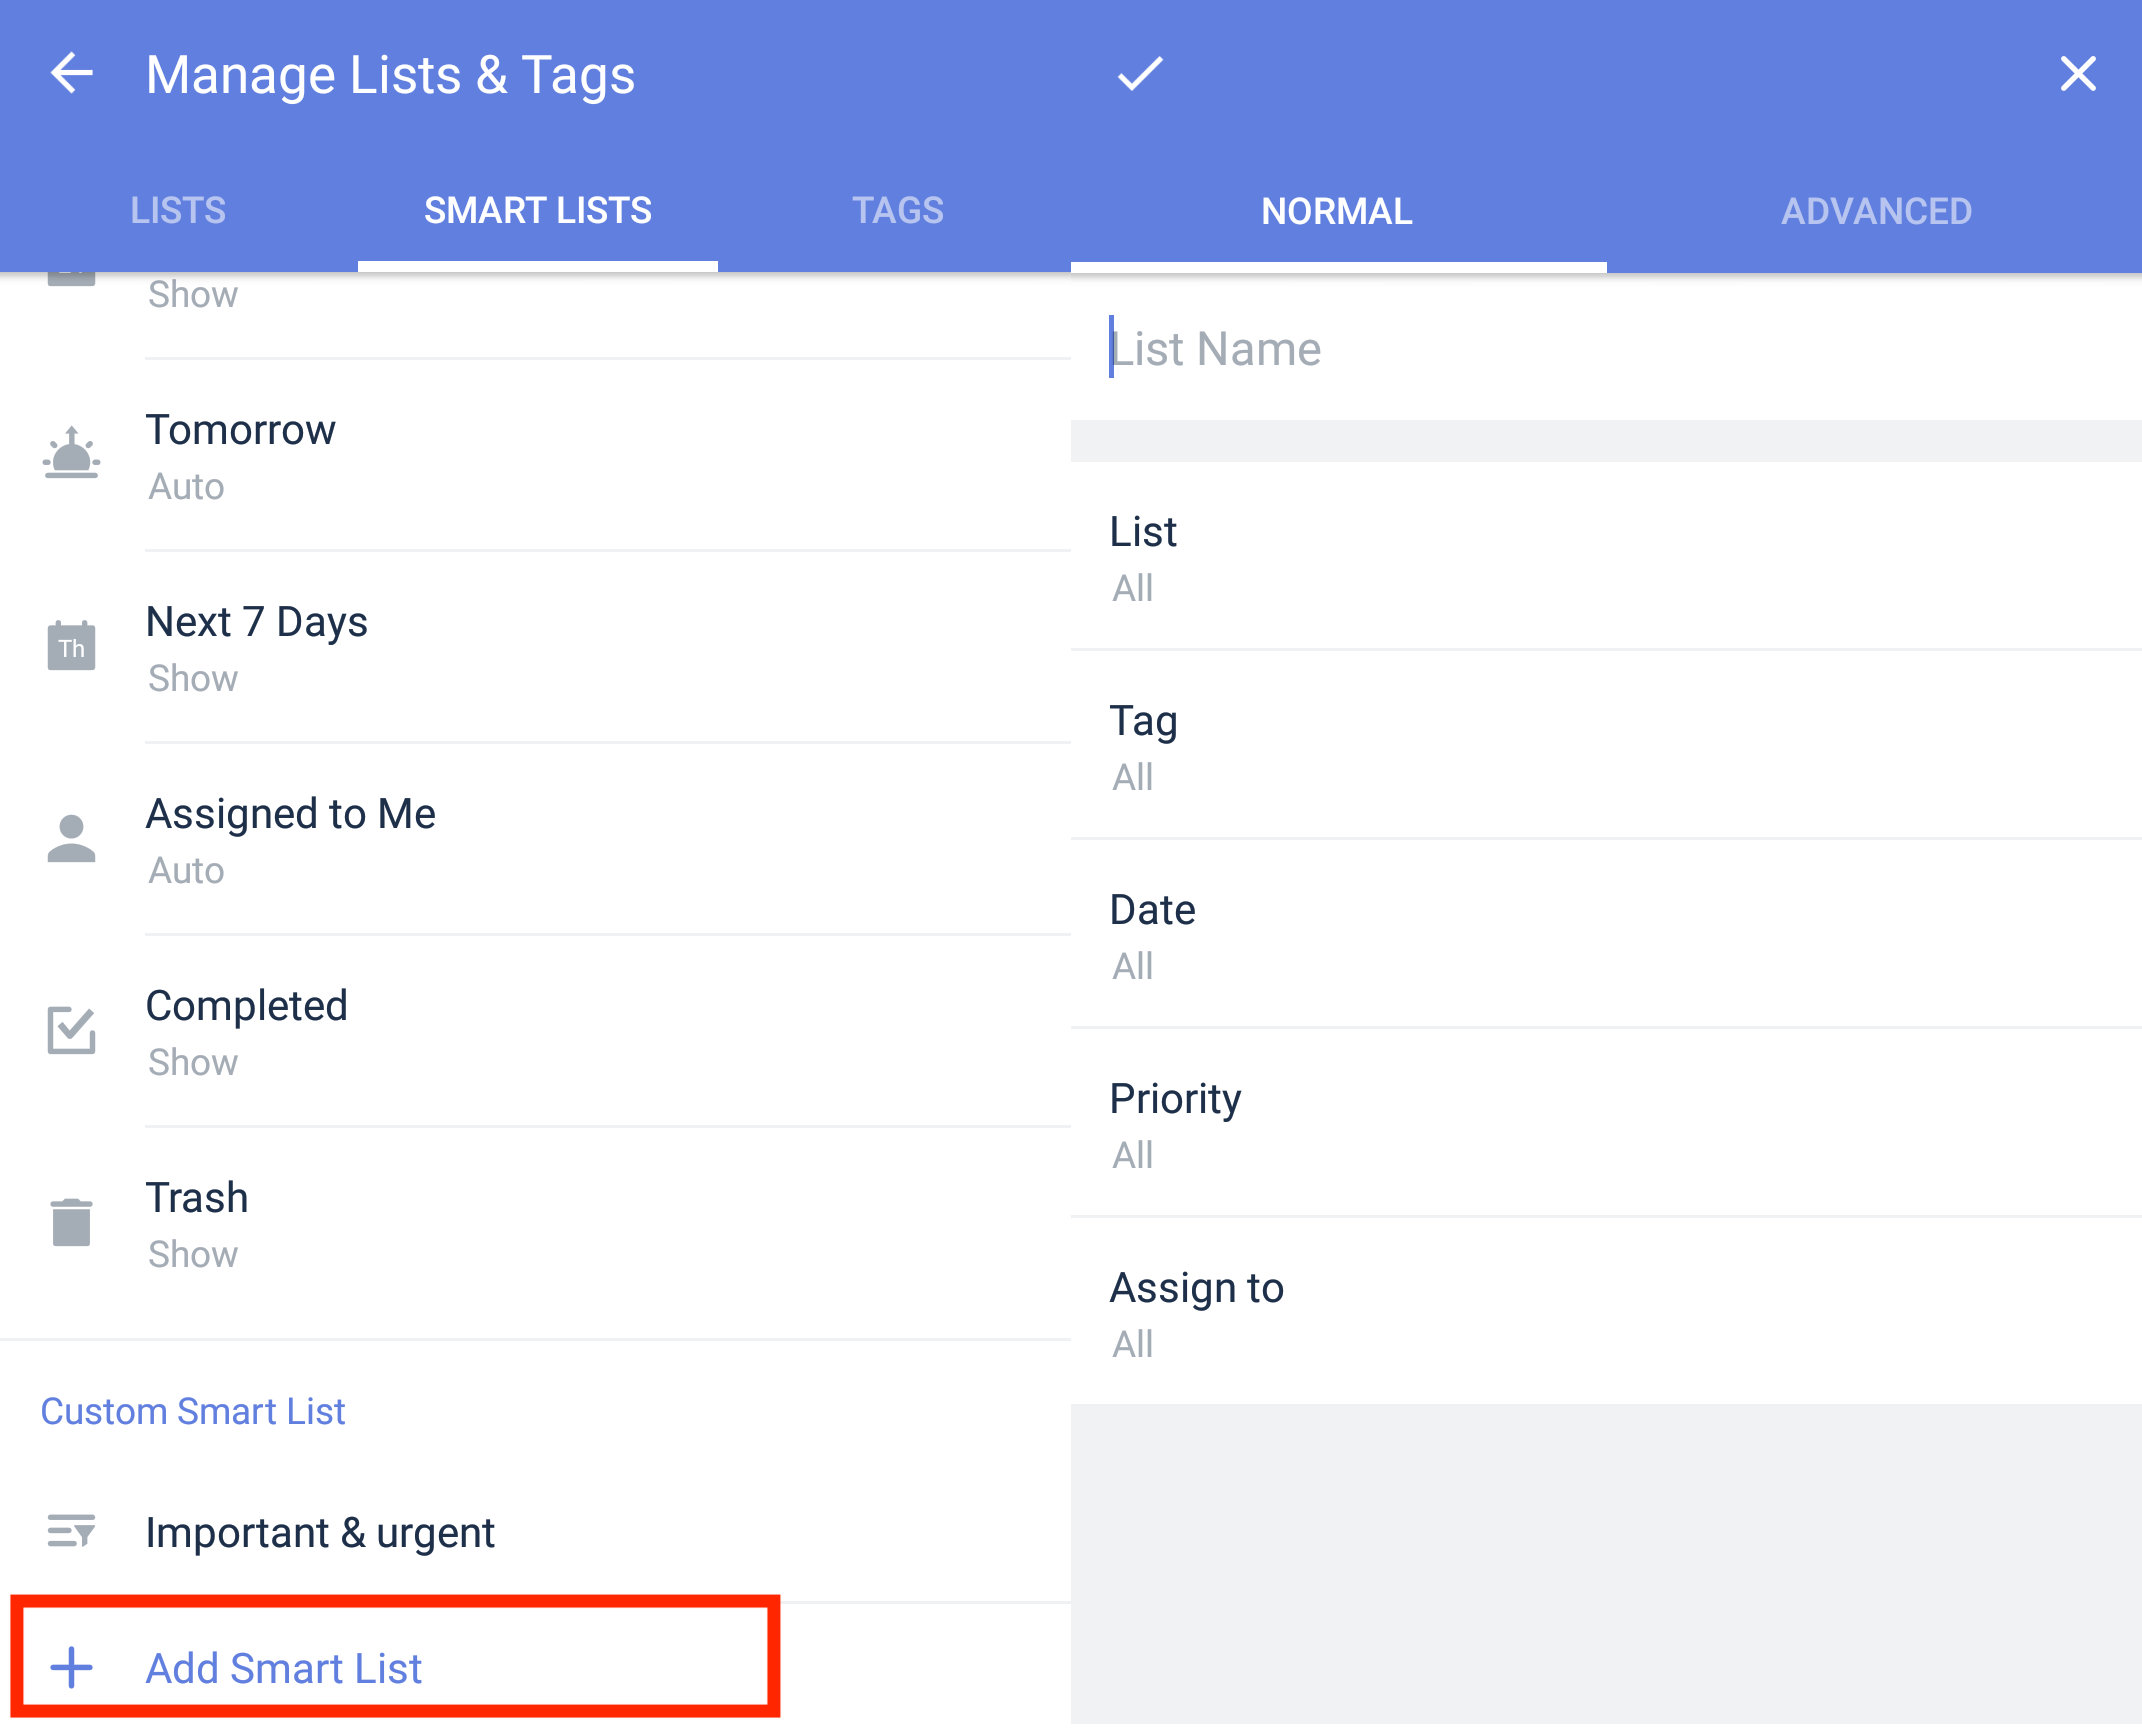 Manage Lists & Tags
LISTS
SMART LISTS
TAGS
Show
Tomorrow
Auto
Th
Next 7 Days
Show
Assigned to Me
Auto
Completed
Show
Trash
Show
Custom Smart List
Important & urgent
Add Smart List
NORMAL
ADVANCED
List Name
List
All
Tag
All
Date
All
Priority
All
Assign to
All